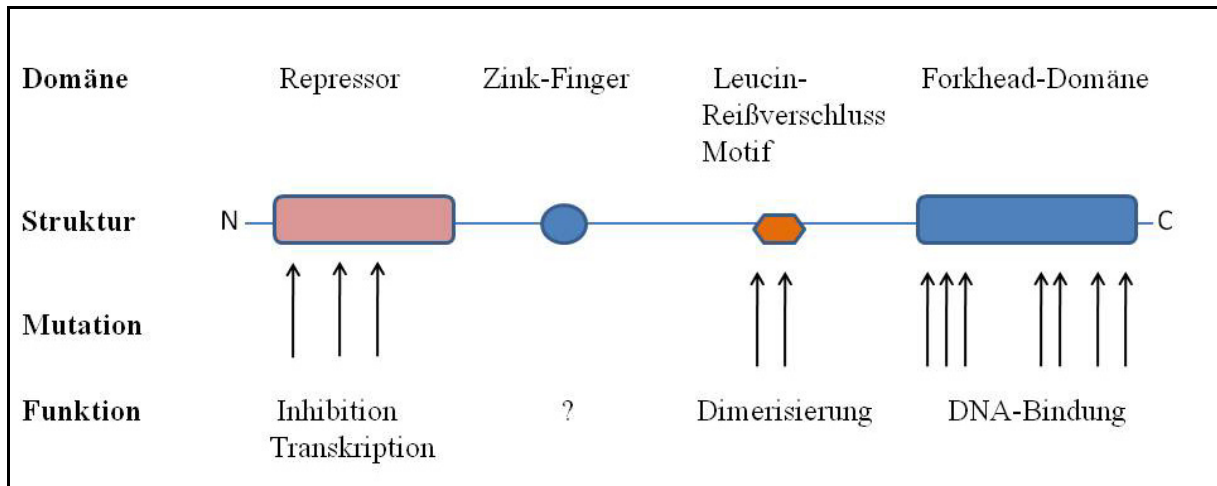 Domäne Repressor Zink-Finger Leucin- Forkhead-Domäne
Reißverschluss
Motif
Struktur N C
Mutation
Funktion Inhibition ? Dimerisierung DNA-Bindung
Transkription